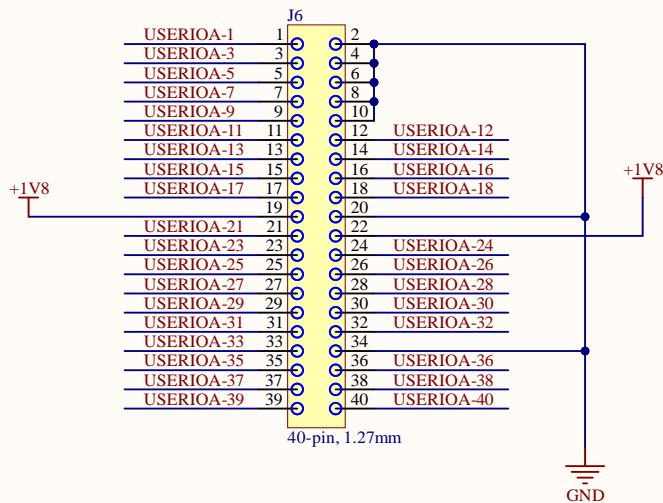 J6
USERIOA-1 1 2
USERIOA-3 3 4
USERIOA-5 5 6
USERIOA-7 7 8
USERIOA-9 9 10
USERIOA-11 11 12 USERIOA-12
USERIOA-13 13 14 USERIOA-14
USERIOA-15 15 16 USERIOA-16
+1V8
USERIOA-17 17 18 USERIOA-18
+1V8
19 20
USERIOA-21 21 22
USERIOA-23 23 24 USERIOA-24
USERIOA-25 25 26 USERIOA-26
USERIOA-27 27 28 USERIOA-28
USERIOA-29 29 30 USERIOA-30
USERIOA-31 31 32 USERIOA-32
USERIOA-33 33 34
USERIOA-35 35 36 USERIOA-36
USERIOA-37 37 38 USERIOA-38
USERIOA-39 39 40 USERIOA-40
40-pin, 1.27mm
GND